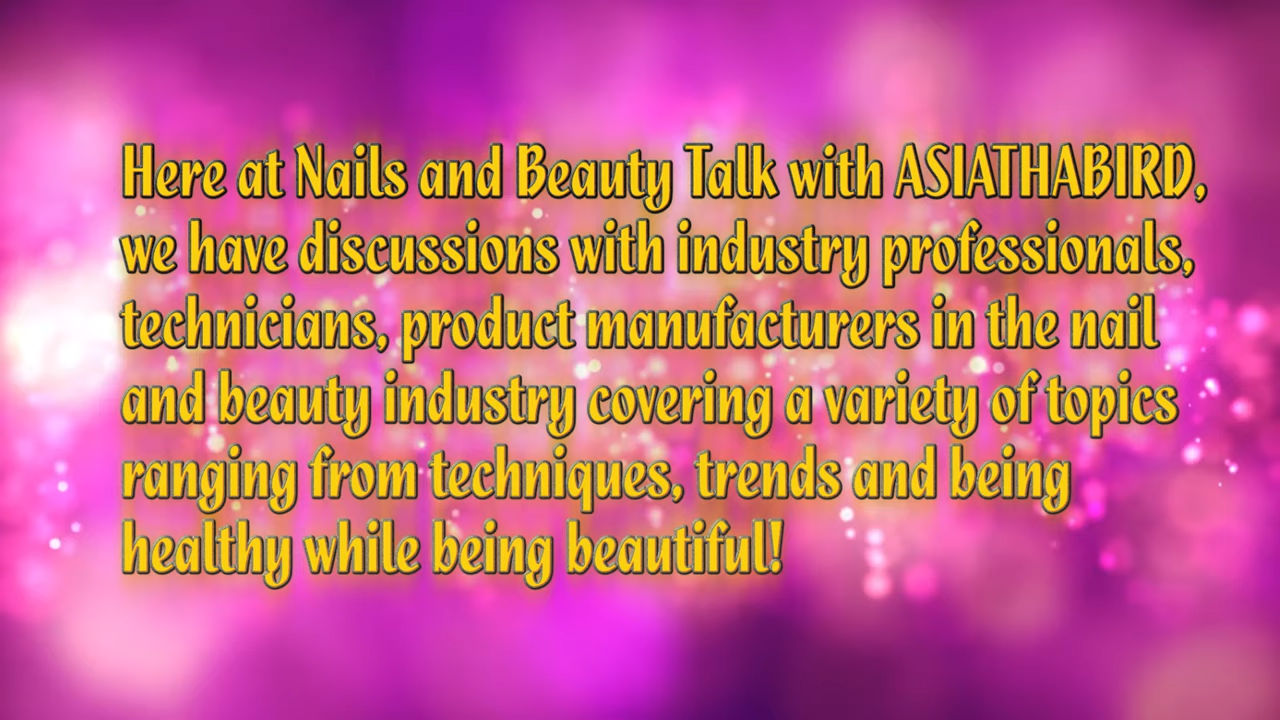 Here at Nails and Beauty Talk with ASIATHABIRD,
we have discussions with industry professionals,
technicians, product manufacturers in the nail
and beauty industry covering a variety of topics
ranging from techniques, trends and being
healthy while being beautiful!